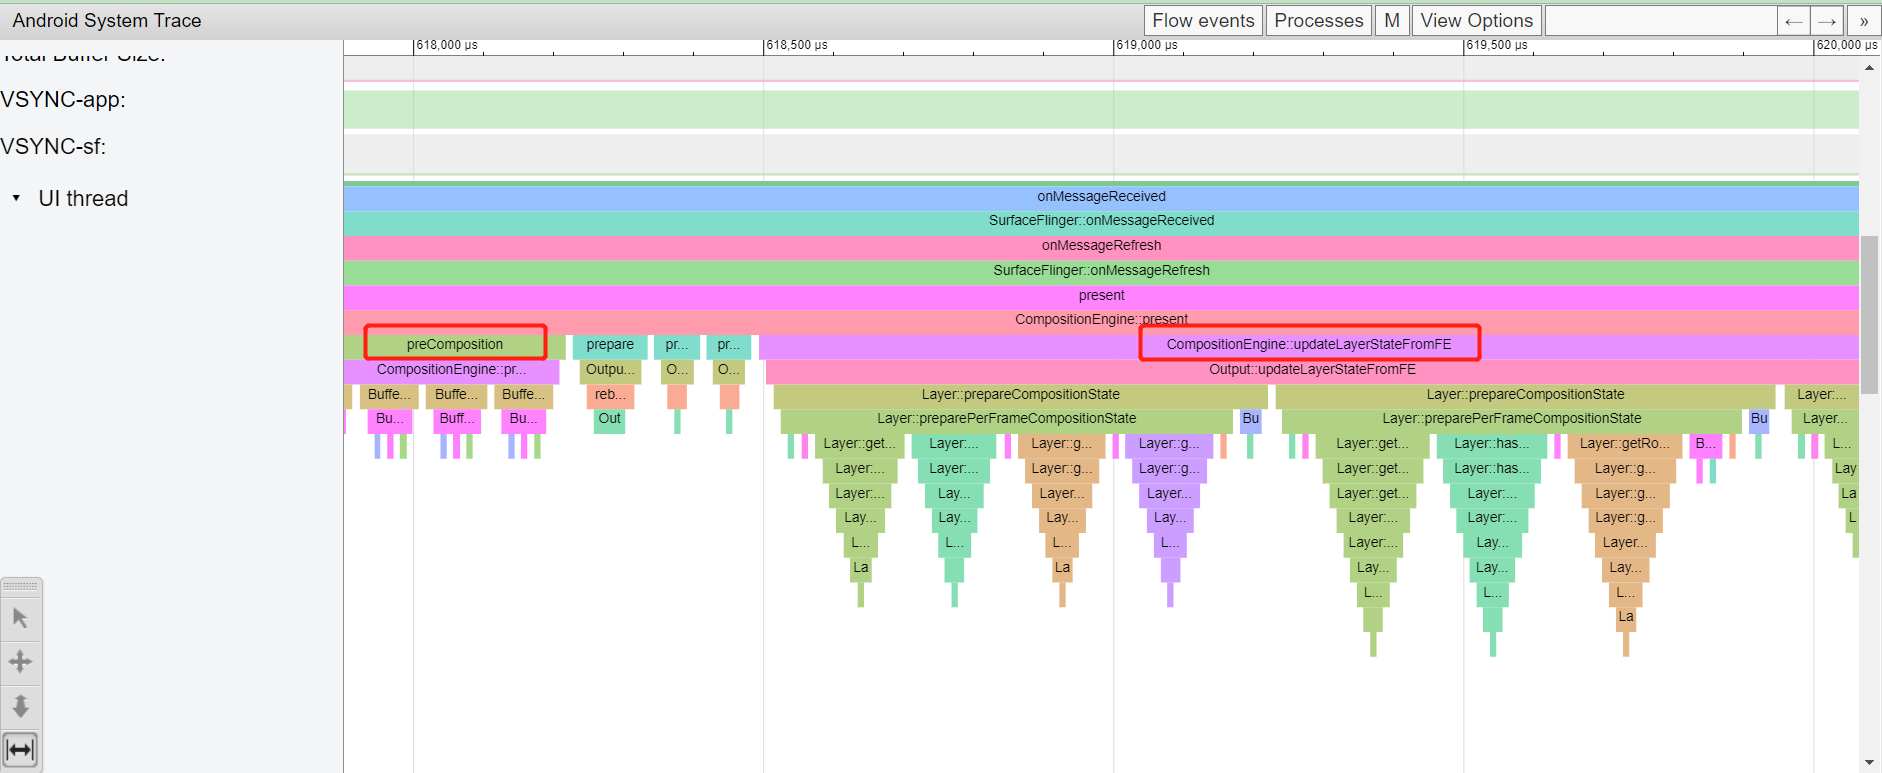 Android System Trace
Flow events Processes M View Options ← → »
618,000 µs 618,500 µs 619,000 µs 619,500 µs 620,000 µs
Total Buffer Size:
VSYNC-app:
VSYNC-sf:
▾ UI thread
onMessageReceived
SurfaceFlinger::onMessageReceived
onMessageRefresh
SurfaceFlinger::onMessageRefresh
present
CompositionEngine::present
preComposition prepare pr... pr... CompositionEngine::updateLayerStateFromFE
CompositionEngine::pr... Outpu... O... O... Output::updateLayerStateFromFE
Buffe... Buffe... Buffe... reb... Layer::prepareCompositionState Layer::prepareCompositionState Layer:...
Bu... Buff... Bu... Out Layer::preparePerFrameCompositionState Bu Layer::preparePerFrameCompositionState Bu Layer...
Layer::get... Layer:... Layer::g... Layer::g... Layer::get... Layer::has... Layer::getRo... B... L...
Layer:... Layer:... Layer::g... Layer::g... Layer::get... Layer::has... Layer::g... Lay
Layer:... Lay... Layer... Layer... Layer::get... Layer:... Layer::g... La
Lay... Lay... Lay... Lay... Layer:... Layer:... Layer::g... L
L... L... L... L... Layer:... Lay... Layer...
La La Lay... Lay... Lay...
L... L... L...
La